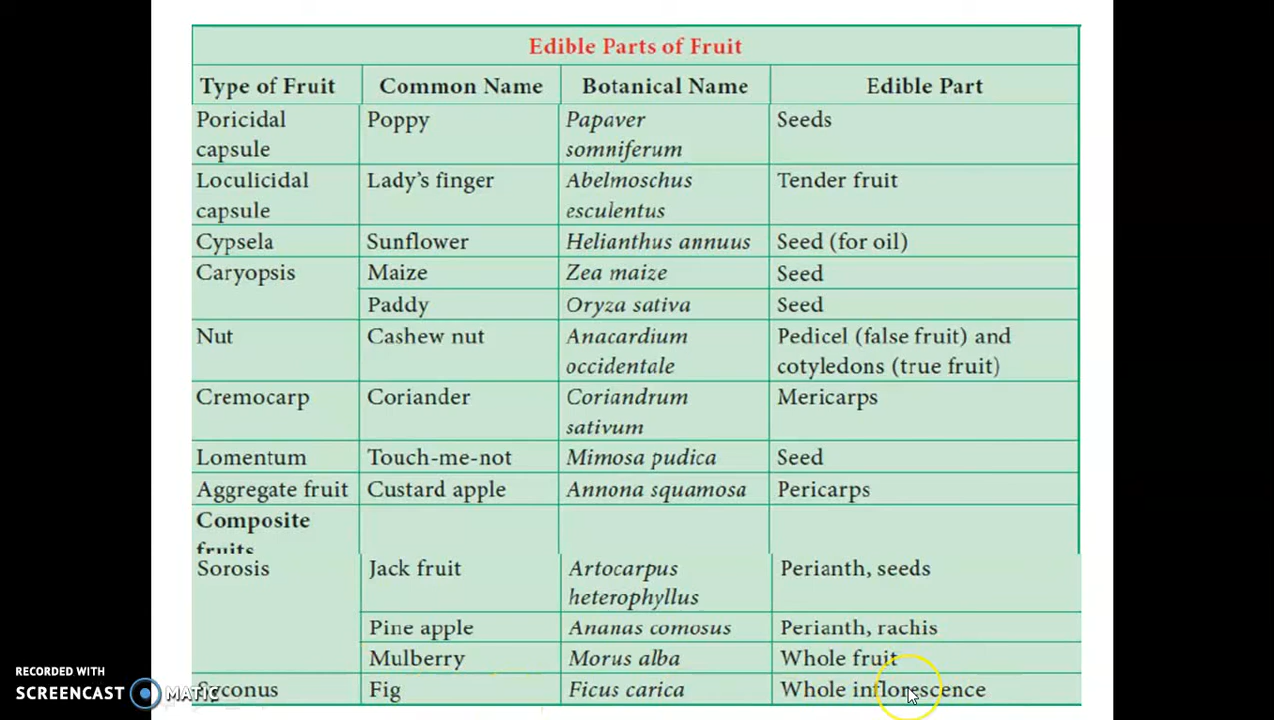 Edible Parts of Fruit
Type of Fruit Common Name Botanical Name Edible Part
Poricidal Poppy Papaver Seeds
capsule somniferum
Loculicidal Lady's finger Abelmoschus Tender fruit
capsule esculentus
Cypsela Sunflower Helianthus annuus Seed (for oil)
Caryopsis Maize Zea maize Seed
Paddy Oryza sativa Seed
Nut Cashew nut Anacardium Pedicel (false fruit) and
occidentale cotyledons (true fruit)
Cremocarp Coriander Coriandrum Mericarps
sativum
Lomentum Touch-me-not Mimosa pudica Seed
Aggregate fruit Custard apple Annona squamosa Pericarps
Composite
fruits
Sorosis Jack fruit Artocarpus Perianth, seeds
heterophyllus
Pine apple Ananas comosus Perianth, rachis
Mulberry Morus alba Whole fruit
Syconus Fig Ficus carica Whole inflorescence
RECORDED WITH
SCREENCAST MATIC